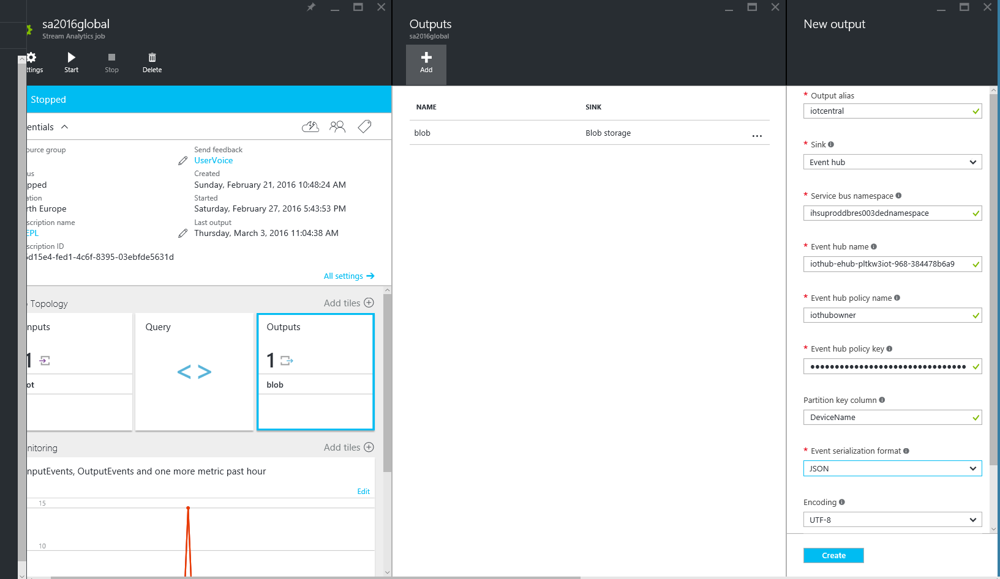 sa2016global
Stream Analytics job
ttings
Start
Stop
Delete
Stopped
entials
ource group
Send feedback
UserVoice
us
Created
pped
Sunday, February 21, 2016 10:48:24 AM
ation
Started
rth Europe
Saturday, February 27, 2016 5:43:53 PM
scription name
Last output
EPL
Thursday, March 3, 2016 11:04:38 AM
scription ID
6d15e4-fed1-4c6f-8395-03ebfde5631d
All settings
Topology
Add tiles
nputs
1
ot
Query
< >
Outputs
1
blob
nitoring
Add tiles
nputEvents, OutputEvents and one more metric past hour
Edit
15
10
Outputs
sa2016global
Add
NAME
SINK
blob
Blob storage
...
New output
* Output alias
iotcentral
* Sink
Event hub
* Service bus namespace
ihsuproddbres003dednamespace
* Event hub name
iothub-ehub-pltkw3iot-968-384478b6a9
* Event hub policy name
iothubowner
* Event hub policy key
••••••••••••••••••••••••••••••••
Partition key column
DeviceName
* Event serialization format
JSON
Encoding
UTF-8
Create